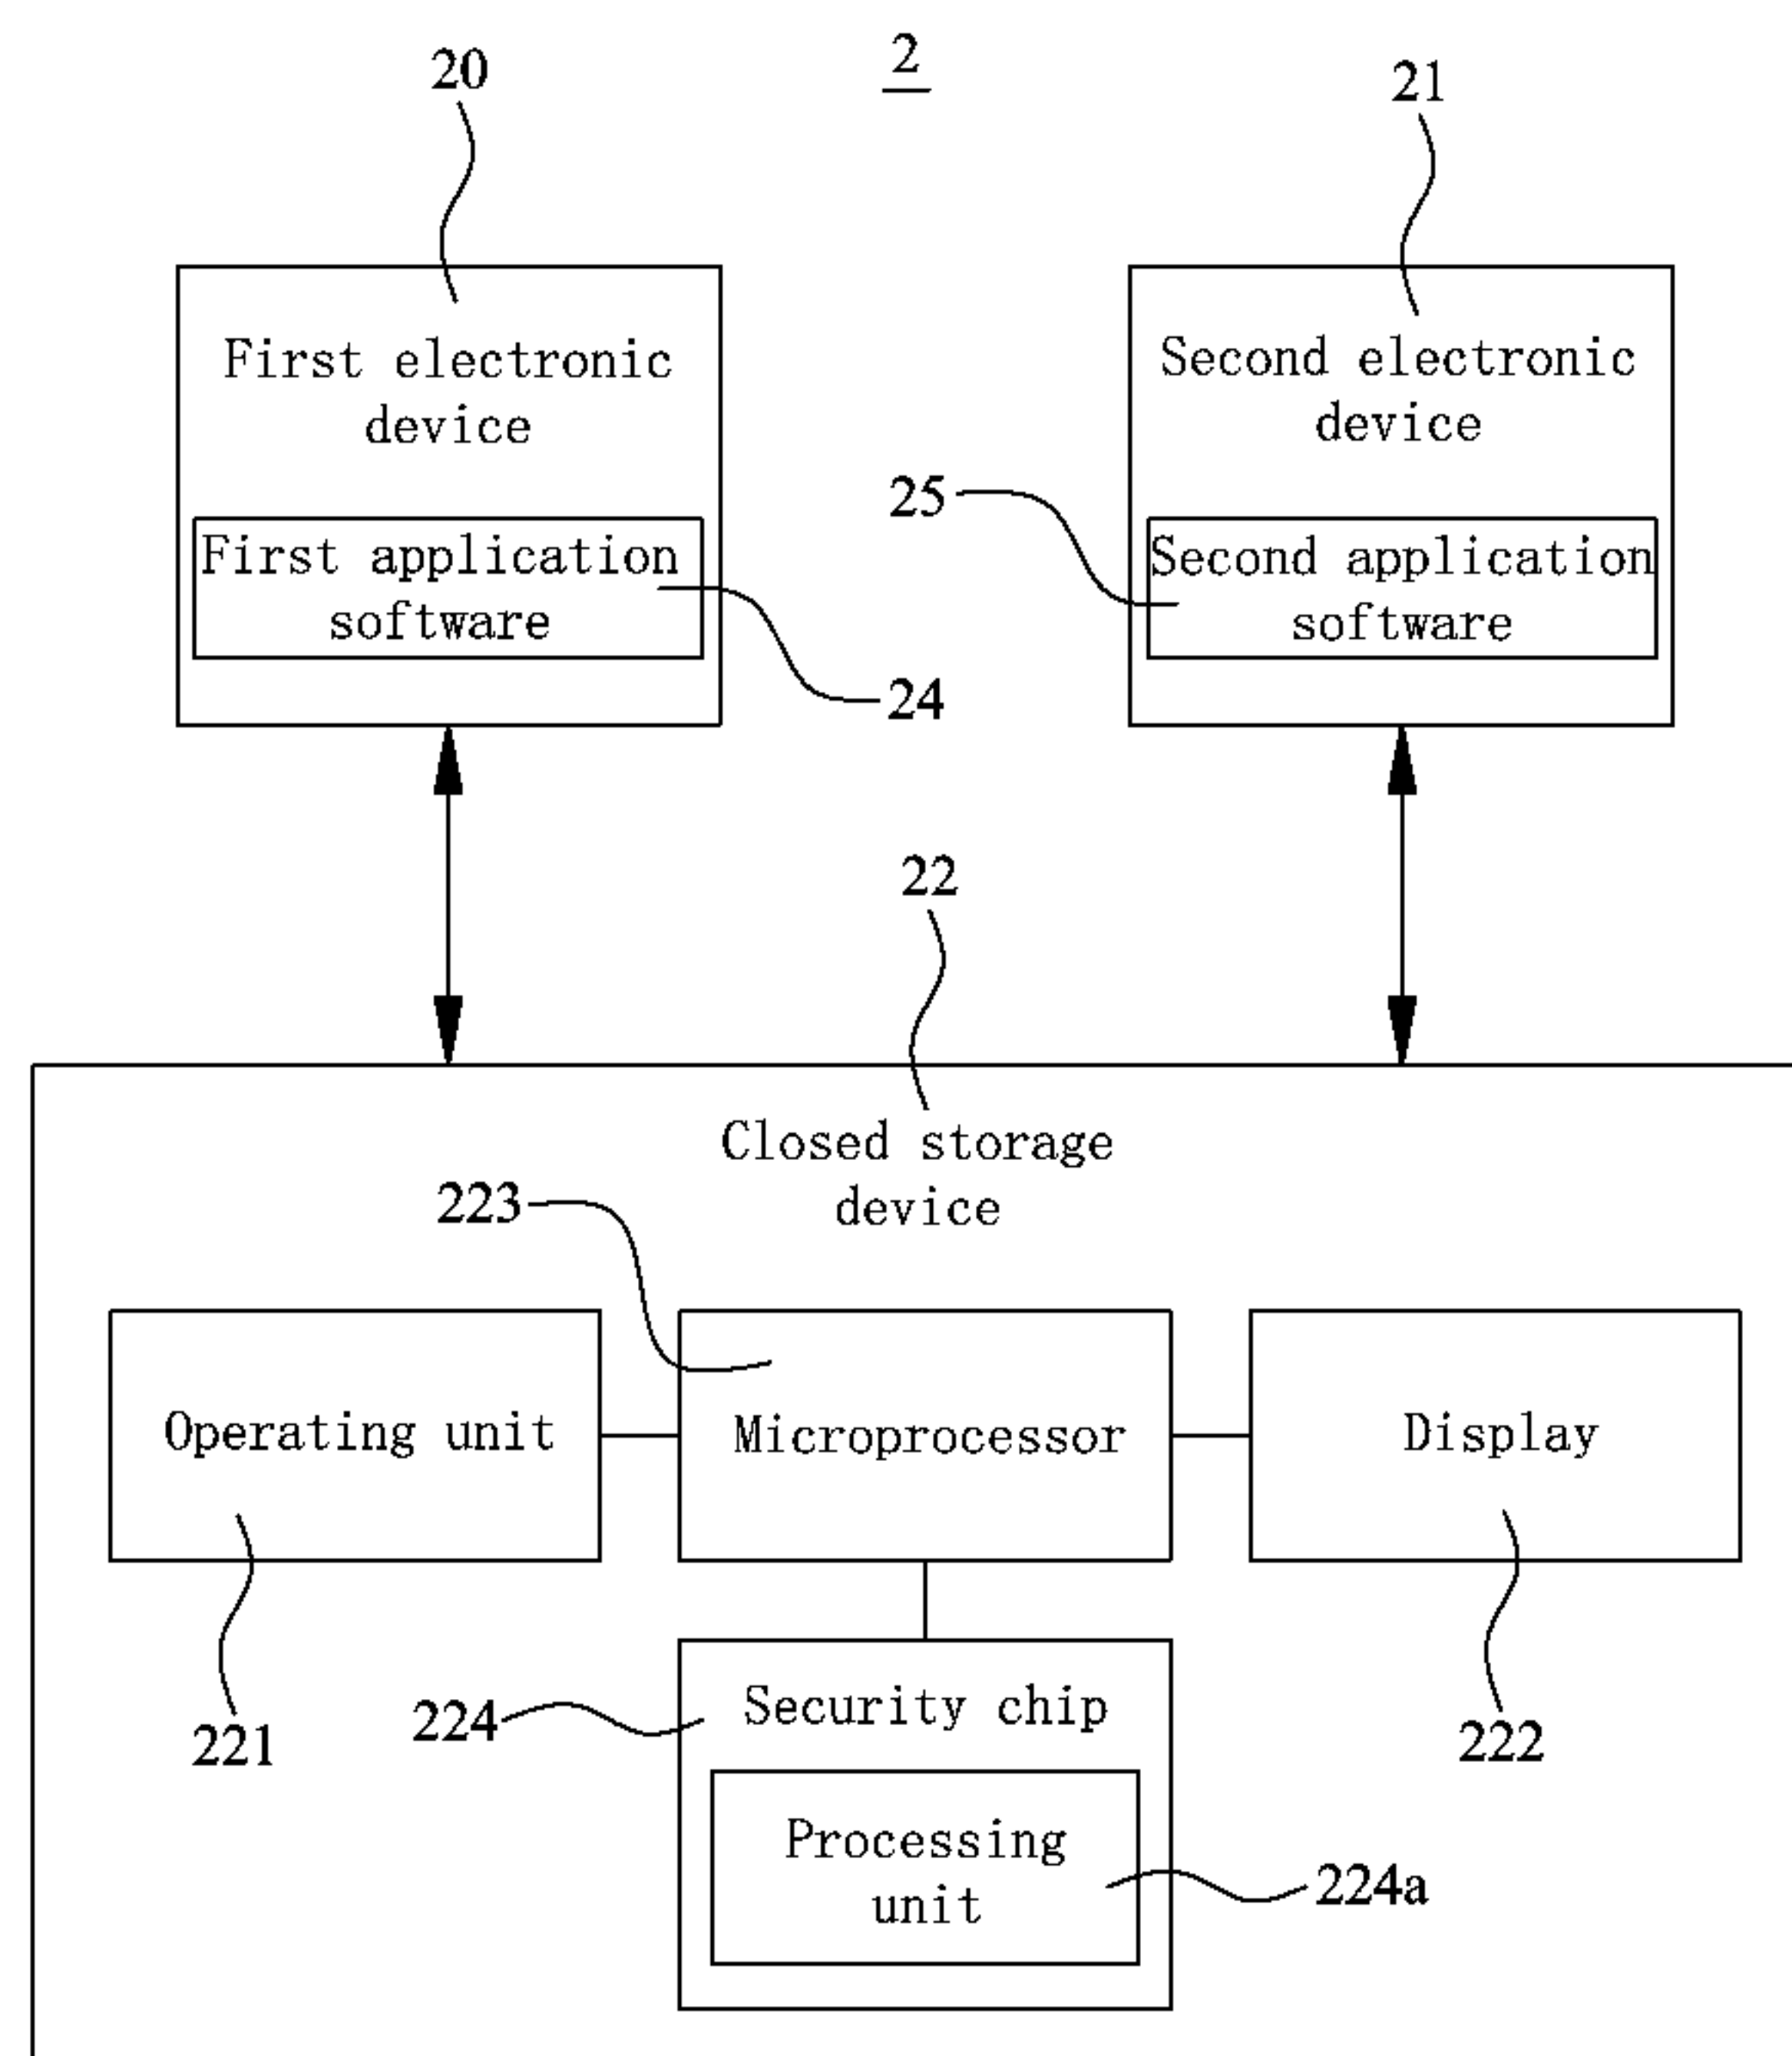 2
20
21
First electronic
device
Second electronic
device
25
First application
software
Second application
software
24
22
Closed storage
device
223
Operating unit
Microprocessor
Display
221
224
Security chip
222
Processing
unit
224a